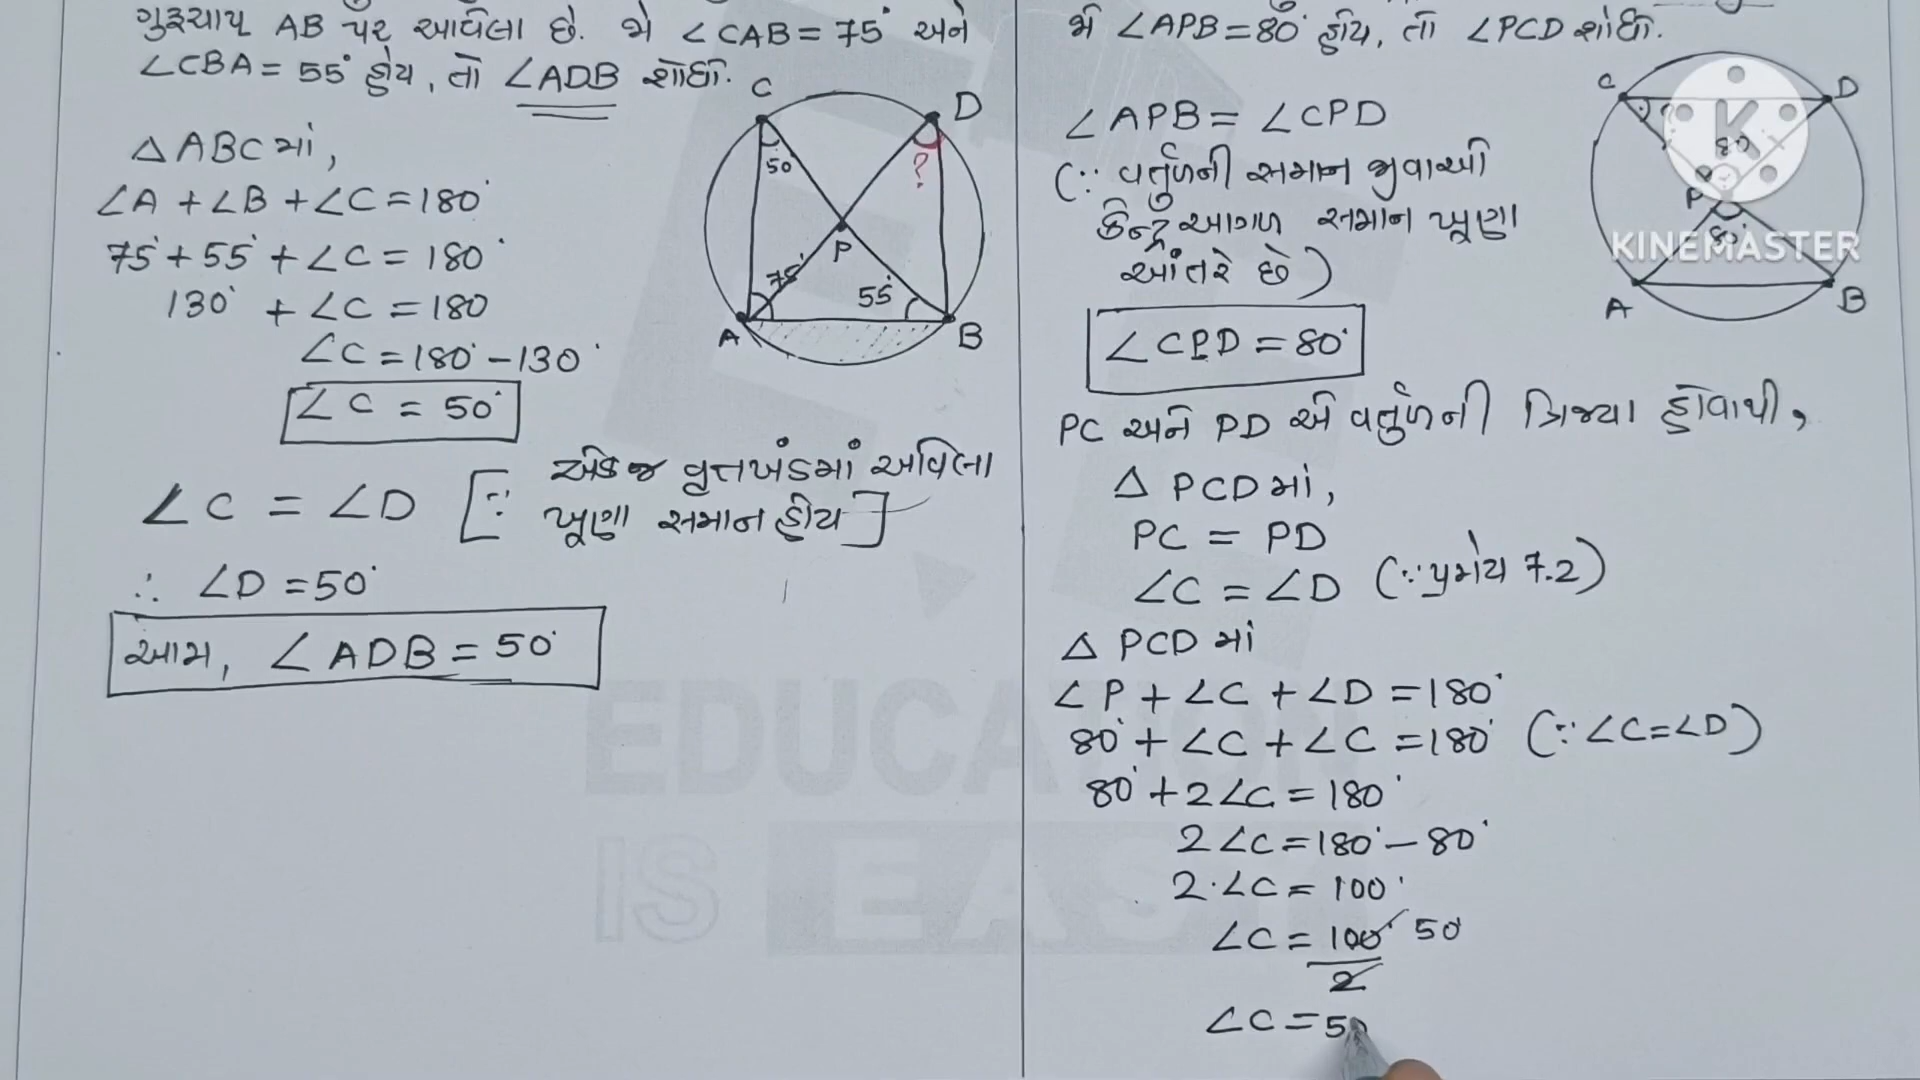 ગુરુચાપ AB પર આવેલા છે. જો ∠CAB = 75° અને
∠CBA = 55° હોય, તો ∠ADB શોધો.
△ ABC માં,
∠A + ∠B + ∠C = 180°
75° + 55° + ∠C = 180°
130° + ∠C = 180
∠C = 180° - 130°
∠C = 50°
∠C = ∠D [∵ એક જ વૃત્તખંડમાં આવેલા
ખૂણા સમાન હોય]
∴ ∠D = 50°
આમ, ∠ADB = 50°
C
D
50
?
P
75°
55°
A
B
જો ∠APB = 80° હોય, તો ∠PCD શોધો.
∠APB = ∠CPD
(∵ વર્તુળની સમાન જીવાઓ
કેન્દ્ર આગળ સમાન ખૂણા
આંતરે છે)
∠CPD = 80°
PC અને PD એ વર્તુળની ત્રિજ્યા હોવાથી,
△ PCD માં,
PC = PD
∠C = ∠D (∵ પ્રમેય 7.2)
△ PCD માં
∠P + ∠C + ∠D = 180°
80° + ∠C + ∠C = 180° (∵ ∠C = ∠D)
80° + 2∠C = 180°
2∠C = 180° - 80°
2·∠C = 100°
∠C = 100° 50
2
∠C = 50
C
D
?
80
P
80°
A
B
K
KINEMASTER
EDUCATION
IS EASY